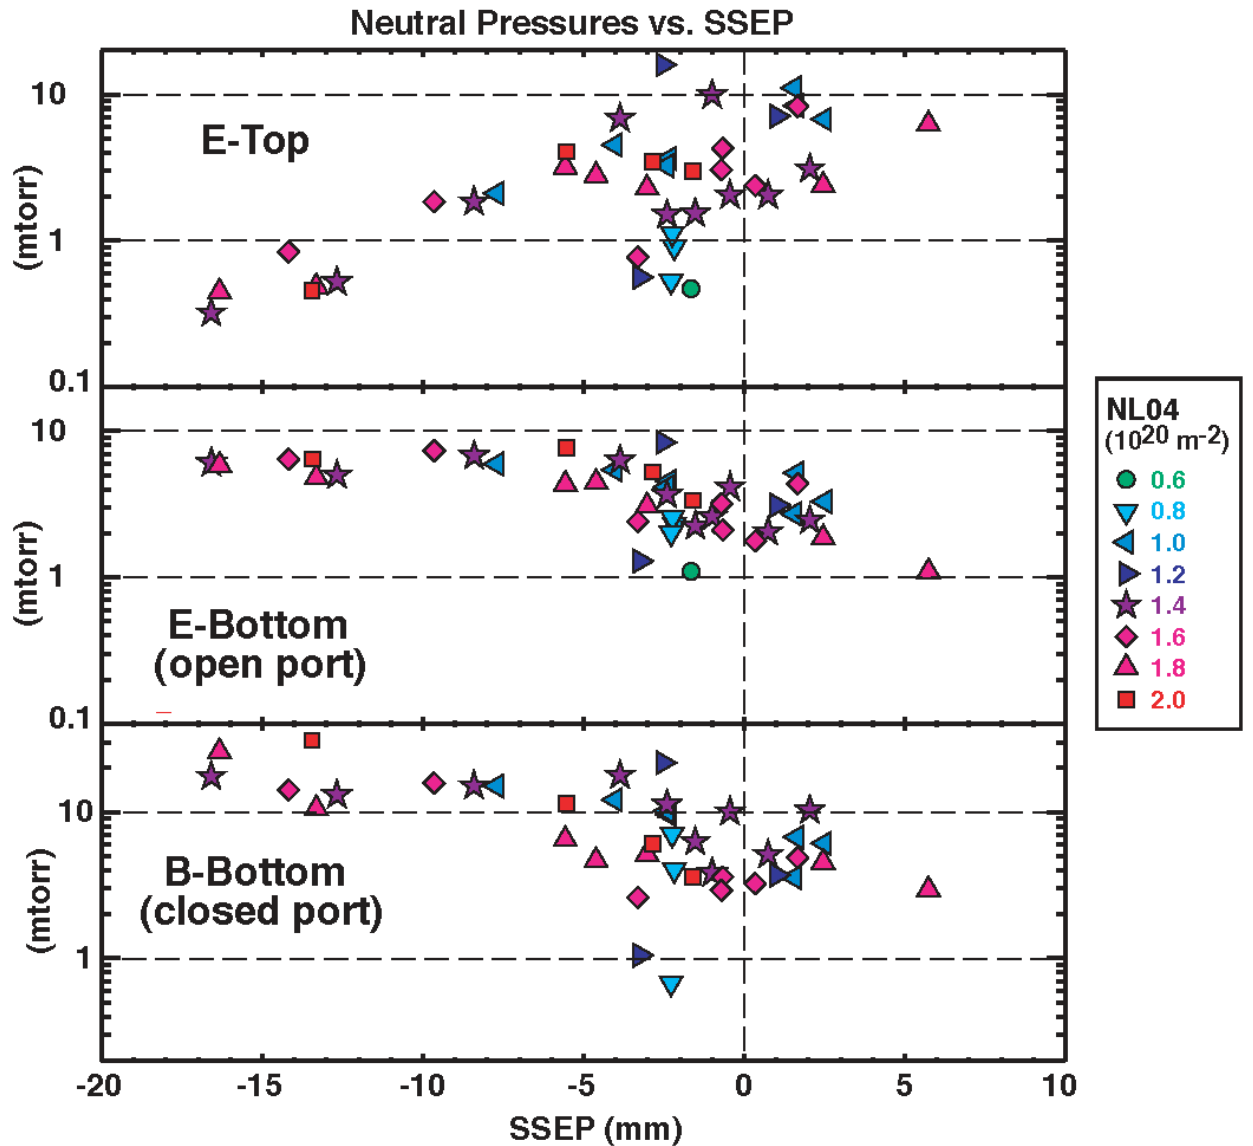 Neutral Pressures vs. SSEP
10
E-Top
(mtorr)
1
0.1
10
(mtorr)
1
E-Bottom
(open port)
0.1
10
B-Bottom
(closed port)
(mtorr)
1
-20 -15 -10 -5 0 5 10
SSEP (mm)
NL04
(10^20 m^-2)
0.6
0.8
1.0
1.2
1.4
1.6
1.8
2.0